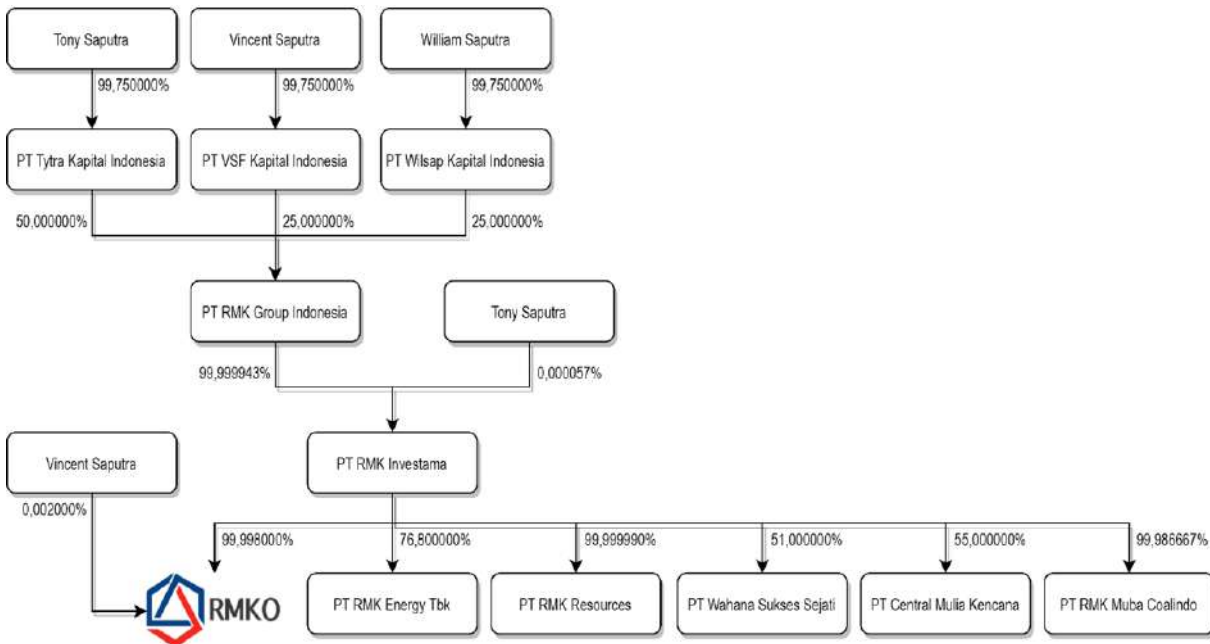 Tony Saputra
Vincent Saputra
William Saputra
99,750000%
99,750000%
99,750000%
PT Tytra Kapital Indonesia
PT VSF Kapital Indonesia
PT Wilsap Kapital Indonesia
50,000000%
25,000000%
25,000000%
PT RMK Group Indonesia
Tony Saputra
99,999943%
0,000057%
Vincent Saputra
PT RMK Investama
0,002000%
99,998000%
76,800000%
99,999990%
51,000000%
55,000000%
99,986667%
RMKO
PT RMK Energy Tbk
PT RMK Resources
PT Wahana Sukses Sejati
PT Central Mulia Kencana
PT RMK Muba Coalindo